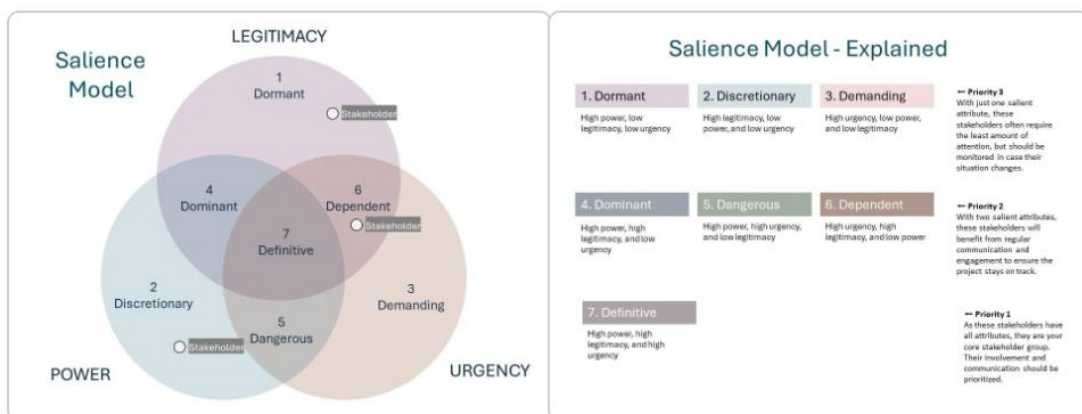 LEGITIMACY
Salience
Model
1
Dormant
Stakeholder
4
Dominant
6
Dependent
Stakeholder
7
Definitive
2
Discretionary
3
Demanding
5
Dangerous
Stakeholder
POWER
URGENCY
Salience Model - Explained
1. Dormant
High power, low
legitimacy, low urgency
2. Discretionary
High legitimacy, low
power, and low urgency
3. Demanding
High urgency, low power,
and low legitimacy
← Priority 3
With just one salient
attribute, these
stakeholders often require
the least amount of
attention, but should be
monitored in case their
situation changes.
4. Dominant
High power, high
legitimacy, and low
urgency
5. Dangerous
High power, high urgency,
and low legitimacy
6. Dependent
High urgency, high
legitimacy, and low power
← Priority 2
With two salient attributes,
these stakeholders will
benefit from regular
communication and
engagement to ensure the
project stays on track.
7. Definitive
High power, high
legitimacy, and high
urgency
← Priority 1
As these stakeholders have
all attributes, they are your
core stakeholder group.
Their involvement and
communication should be
prioritized.